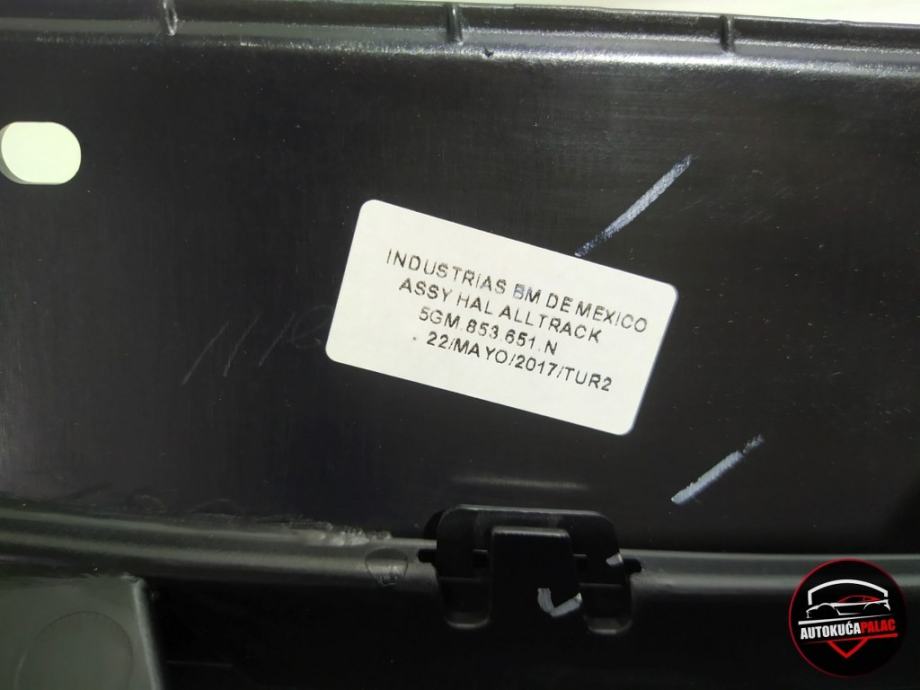 INDUSTRIAS BM DE MEXICO
ASSY HAL ALLTRACK
5GM.853.651.N
22/MAYO/2017/TUR2
AUTOKUĆAPALAC